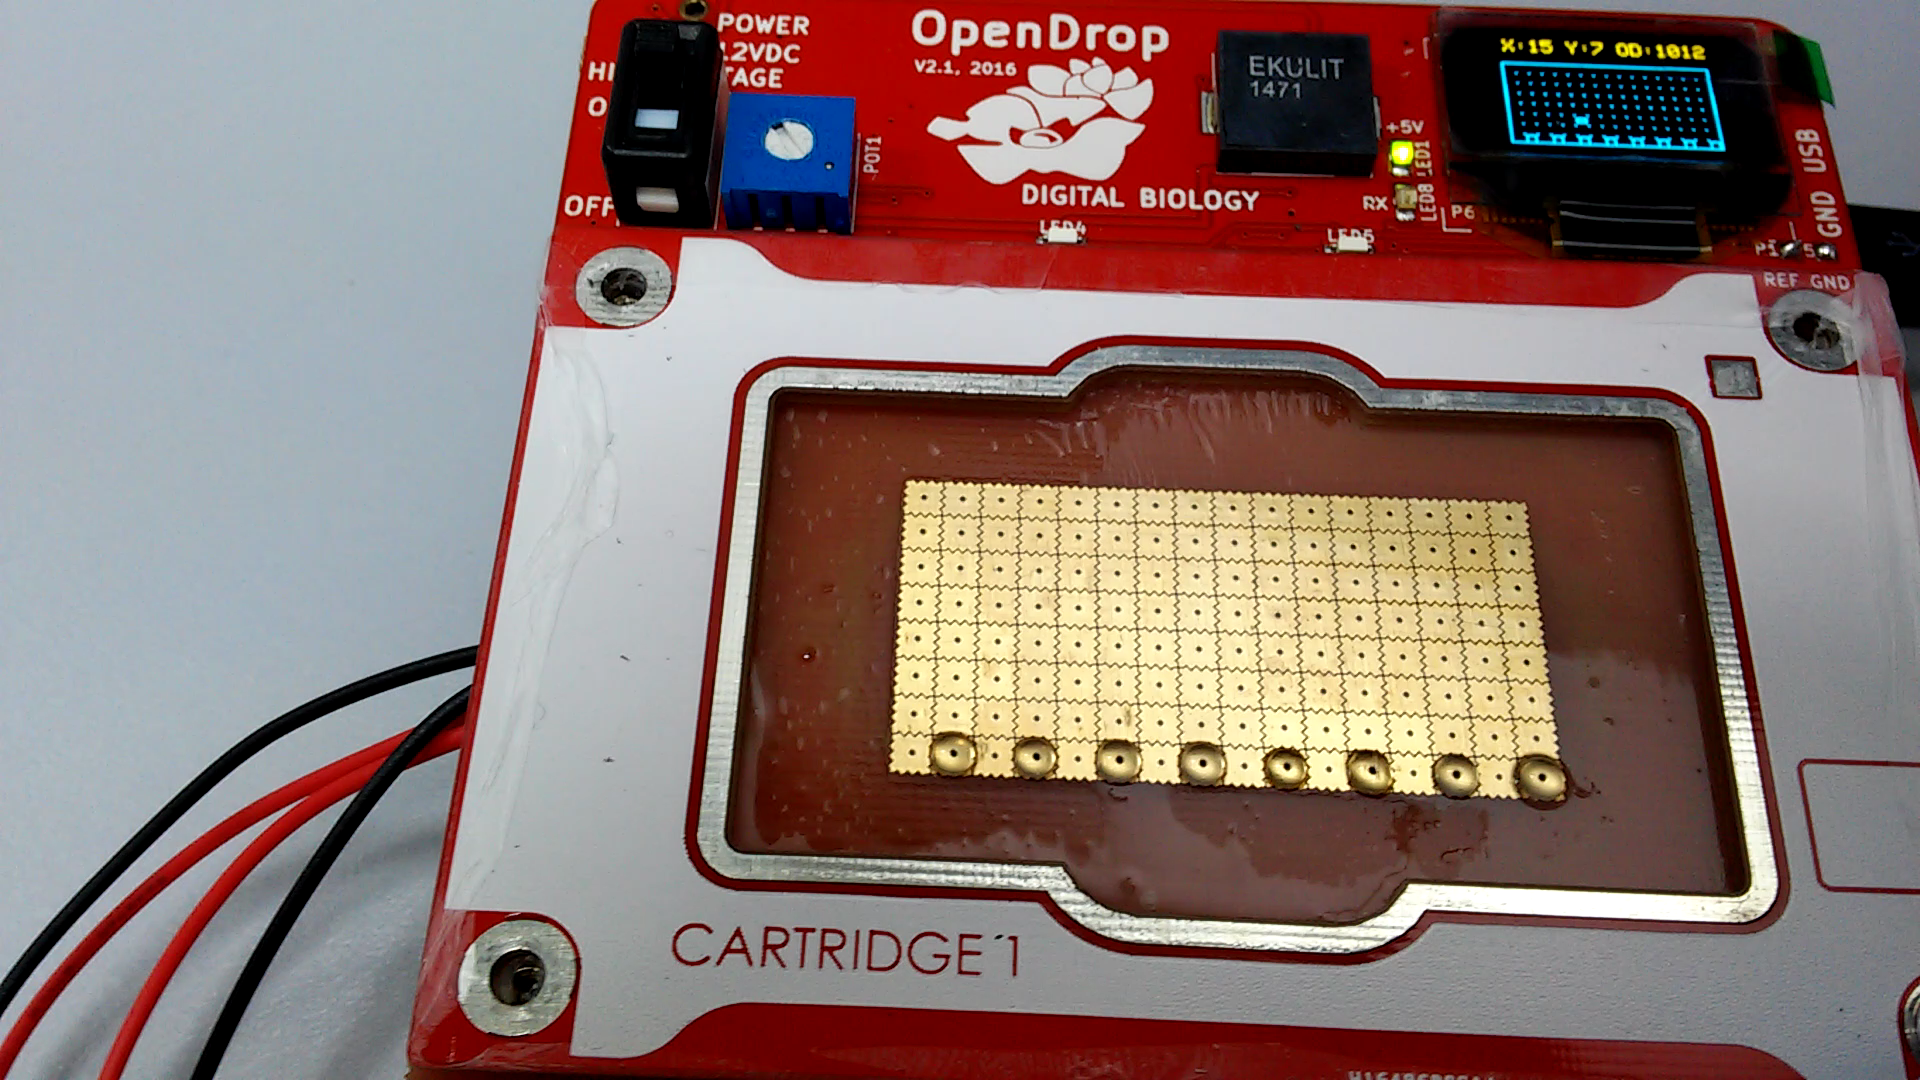 POWER
12VDC
OpenDrop
V2.1, 2016
EKULIT
1471
X:15 Y:7 OD:1012
+5V
LED1
POT1
USB
OFF
DIGITAL BIOLOGY
RX
LED8
P6
GND
LED4
LED5
REF GND
CARTRIDGE 1